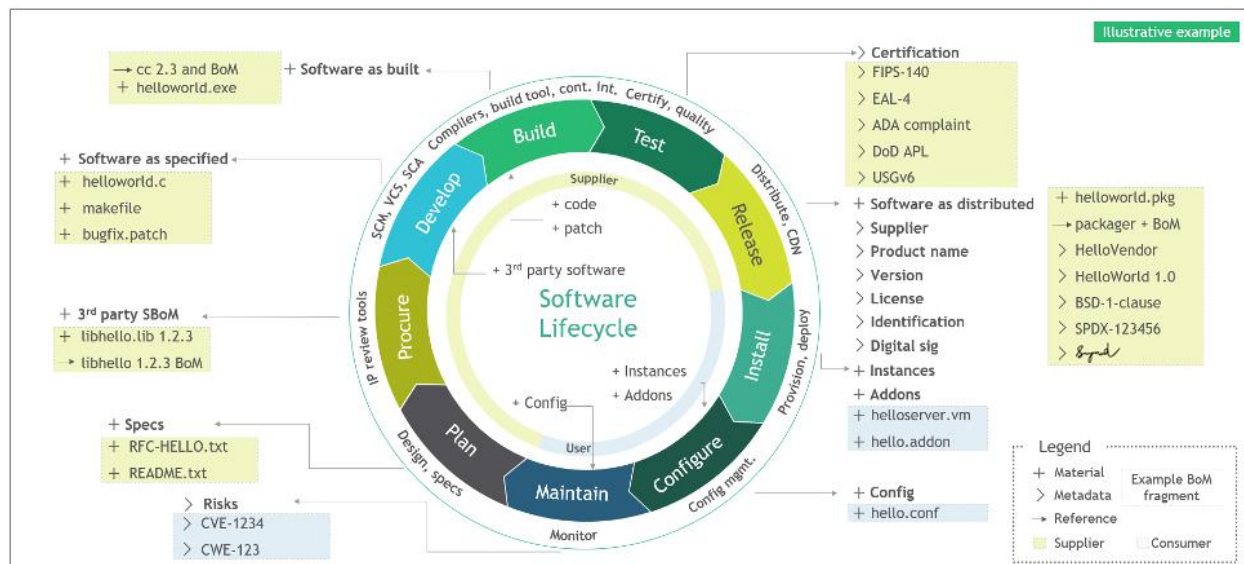 Illustrative example
cc 2.3 and BoM
+ helloworld.exe
+ Software as built
+ Software as specified
+ helloworld.c
+ makefile
+ bugfix.patch
+ 3rd party SBoM
+ libhello.lib 1.2.3
libhello 1.2.3 BoM
+ Specs
+ RFC-HELLO.txt
+ README.txt
> Risks
> CVE-1234
> CWE-123
Compilers, build tool, cont. int.
Certify, quality
Distribute, CDN
Provision, deploy
Config mgmt.
Monitor
Design, specs
IP review tools
SCM, VCS, SCA
Build
Test
Release
Install
Configure
Maintain
Plan
Procure
Develop
Supplier
+ code
+ patch
+ 3rd party software
Software
Lifecycle
+ Instances
+ Addons
+ Config
User
> Certification
> FIPS-140
> EAL-4
> ADA complaint
> DoD APL
> USGv6
+ Software as distributed
> Supplier
> Product name
> Version
> License
> Identification
> Digital sig
+ Instances
+ Addons
+ helloserver.vm
+ hello.addon
+ Config
+ hello.conf
+ helloworld.pkg
packager + BoM
> HelloVendor
> HelloWorld 1.0
> BSD-1-clause
> SPDX-123456
> Signd
Legend
+ Material
> Metadata
Reference
Supplier
Example BoM
fragment
Consumer